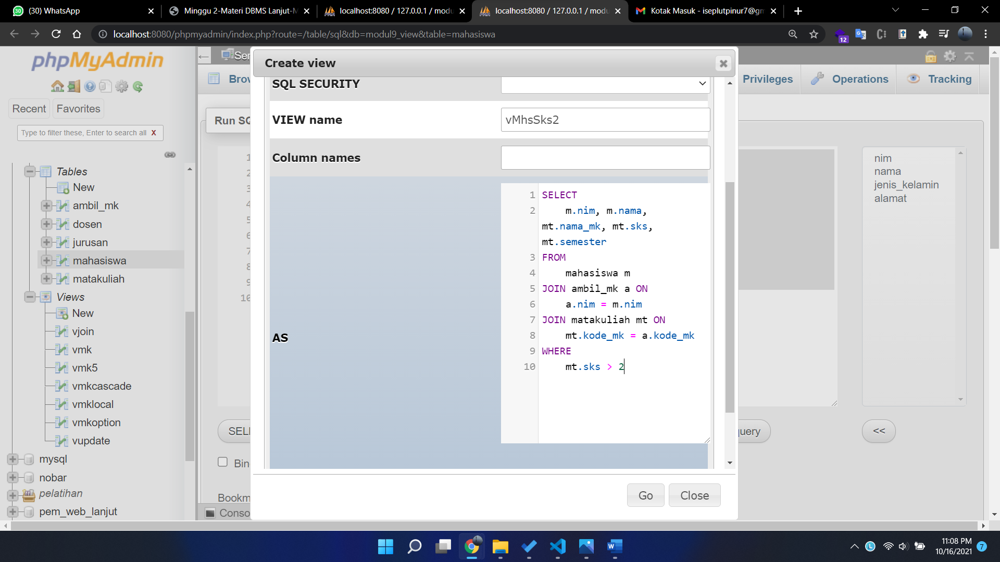 (30) WhatsApp
Minggu 2-Materi DBMS Lanjut-M
localhost:8080 / 127.0.0.1 / modu
localhost:8080 / 127.0.0.1 / modu
Kotak Masuk - iseplutpinur7@gm
localhost:8080/phpmyadmin/index.php?route=/table/sql&db=modul9_view&table=mahasiswa
12
phpMyAdmin
Recent
Favorites
Type to filter these, Enter to search all
X
Tables
New
ambil_mk
dosen
jurusan
mahasiswa
matakuliah
Views
New
vjoin
vmk
vmk5
vmkcascade
vmklocal
vmkoption
vupdate
mysql
nobar
pelatihan
pem_web_lanjut
Ser
Brow
Privileges
Operations
Tracking
Run SQ
1
2
3
4
5
6
7
8
9
10
SELE
Bin
Bookm
Conso
Create view
SQL SECURITY
VIEW name
vMhsSks2
Column names
AS
1 SELECT
2 m.nim, m.nama,
mt.nama_mk, mt.sks,
mt.semester
3 FROM
4 mahasiswa m
5 JOIN ambil_mk a ON
6 a.nim = m.nim
7 JOIN matakuliah mt ON
8 mt.kode_mk = a.kode_mk
9 WHERE
10 mt.sks > 2
Go
Close
nim
nama
jenis_kelamin
alamat
query
<<
W
L
11:08 PM
10/16/2021
7